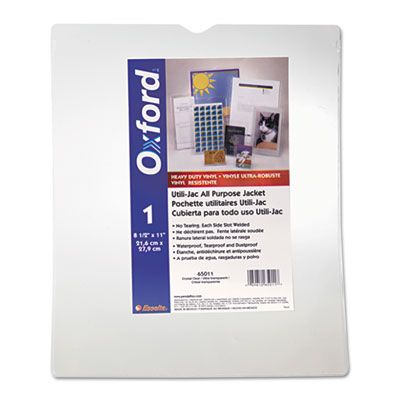 Oxford
1
8 1/2" x 11"
21,6 cm x
27,9 cm
HEAVY DUTY VINYL • VINYLE ULTRA-ROBUSTE
VINYL RESISTENTE
Utili-Jac All Purpose Jacket
Pochette utilitaires Utili-Jac
Cubierta para todo uso Utili-Jac
• No Tearing. Each Side Slot Welded
Ne déchirent pas. Fente latérale soudée
Ranura lateral soldada no se rasga
• Waterproof, Tearproof and Dustproof
Étanche, antidéchirure et antipoussière
A prueba de agua, rasgaduras y polvo
65011
Esselte